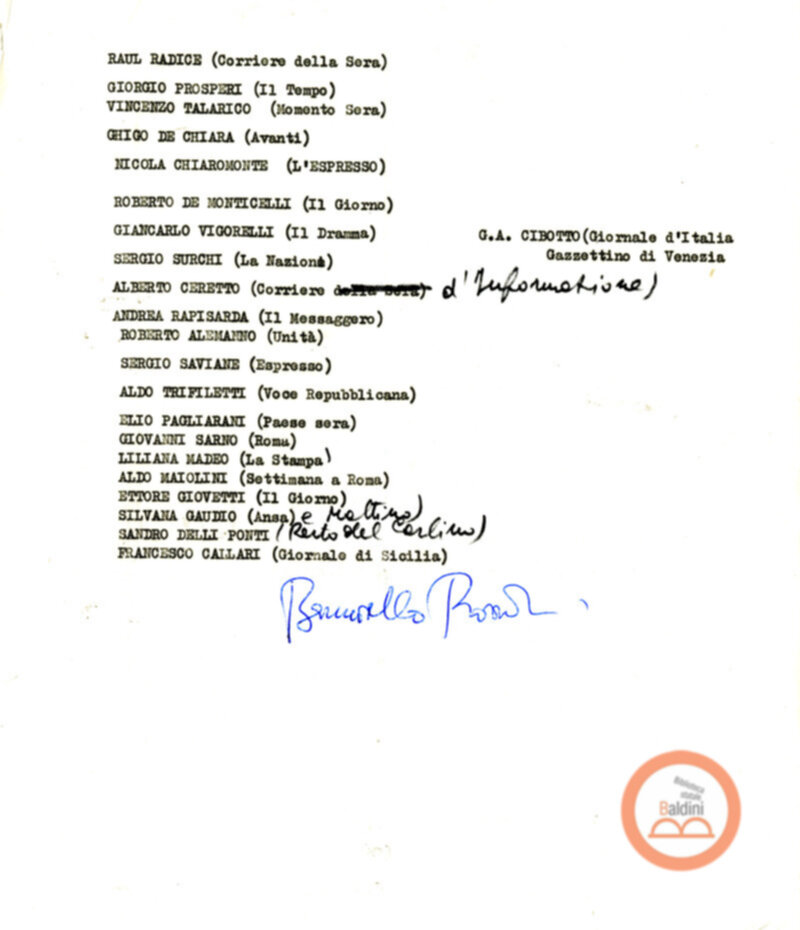 RAUL RADICE (Corriere della Sera)
GIORGIO PROSPERI (Il Tempo)
VINCENZO TALARICO (Momento Sera)
GHIGO DE CHIARA (Avanti)
NICOLA CHIAROMONTE (L'ESPRESSO)
ROBERTO DE MONTICELLI (Il Giorno)
GIANCARLO VIGORELLI (Il Dramma)
G.A. CIBOTTO(Giornale d'Italia
Gazzettino di Venezia
SERGIO SURCHI (La Nazione)
ALBERTO CERETTO (Corriere della Sera) d'Informazione)
ANDREA RAPISARDA (Il Messaggero)
ROBERTO ALEMANNO (Unità)
SERGIO SAVIANE (Espresso)
ALDO TRIFILETTI (Voce Repubblicana)
ELIO PAGLIARANI (Paese sera)
GIOVANNI SARNO (Roma)
LILIANA MADEO (La Stampa)
ALDO MAIOLINI (Settimana a Roma)
ETTORE GIOVETTI (Il Giorno)
SILVANA GAUDIO (Ansa) e Mattino)
SANDRO DELLI PONTI (Resto del Carlino)
FRANCESCO CALLARI (Giornale di Sicilia)
Biblioteca
statale
Baldini